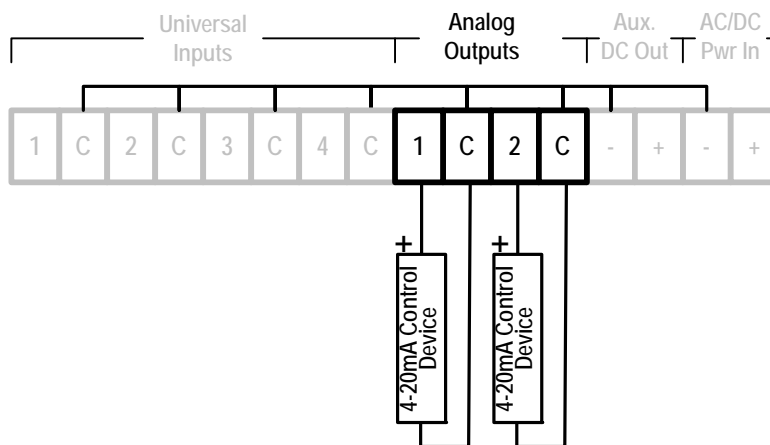 Universal
Inputs
Analog
Outputs
Aux.
DC Out
AC/DC
Pwr In
1 C 2 C 3 C 4 C 1 C 2 C - + - +
+ +
4-20mA Control
Device
4-20mA Control
Device